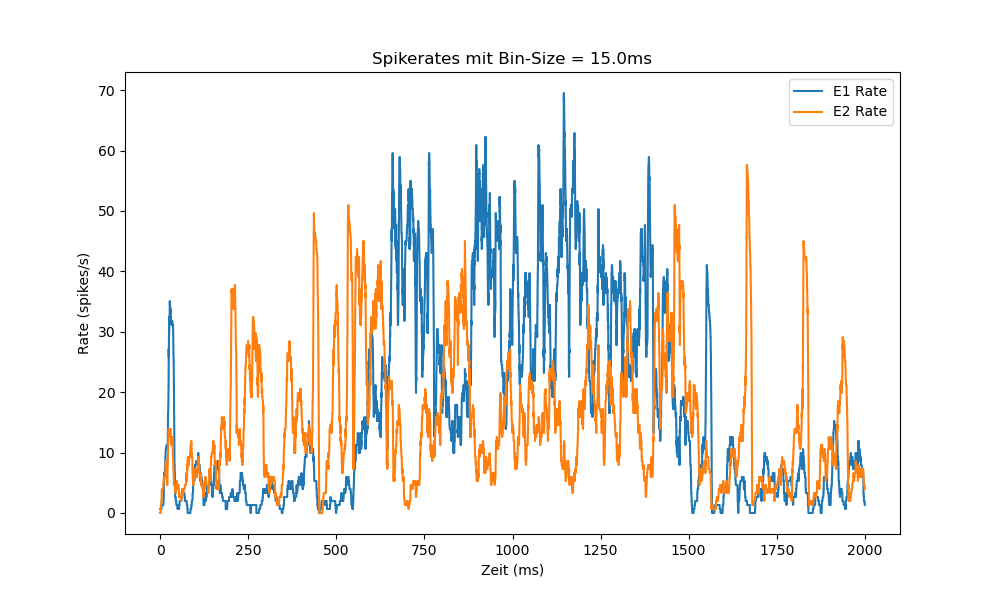 Spikerates mit Bin-Size = 15.0ms
E1 Rate
E2 Rate
70
60
50
40
30
20
10
0
Rate (spikes/s)
0 250 500 750 1000 1250 1500 1750 2000
Zeit (ms)